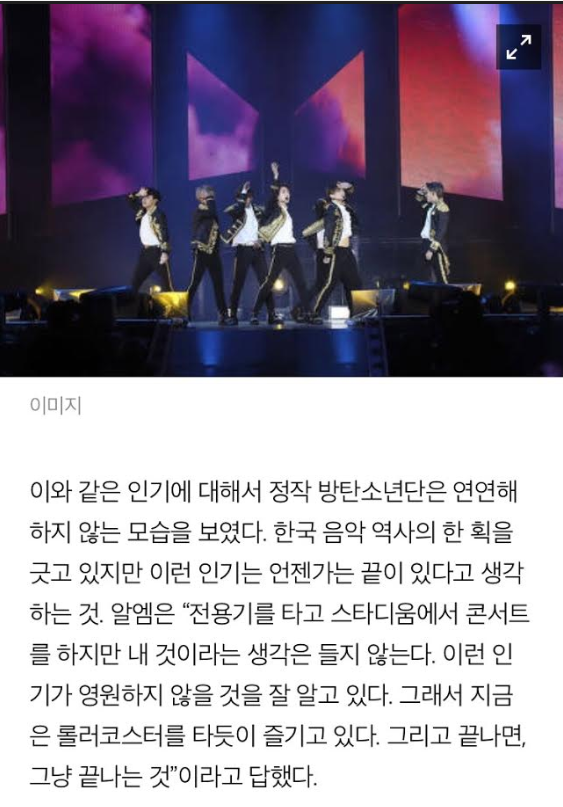 이미지
이와 같은 인기에 대해서 정작 방탄소년단은 연연해
하지 않는 모습을 보였다. 한국 음악 역사의 한 획을
긋고 있지만 이런 인기는 언젠가는 끝이 있다고 생각
하는 것. 알엠은 “전용기를 타고 스타디움에서 콘서트
를 하지만 내 것이라는 생각은 들지 않는다. 이런 인
기가 영원하지 않을 것을 잘 알고 있다. 그래서 지금
은 롤러코스터를 타듯이 즐기고 있다. 그리고 끝나면,
그냥 끝나는 것”이라고 답했다.